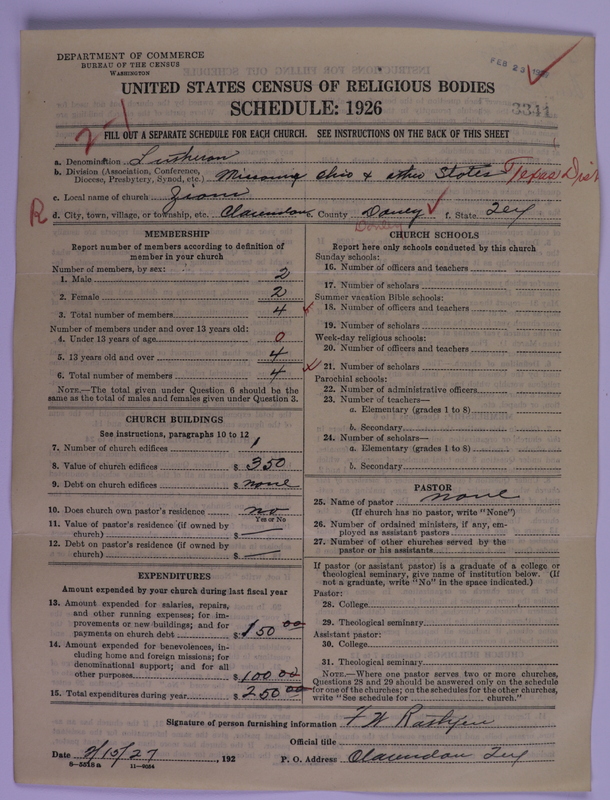 DEPARTMENT OF COMMERCE
BUREAU OF THE CENSUS
WASHINGTON
FEB 23
UNITED STATES CENSUS OF RELIGIOUS BODIES
SCHEDULE: 1926
3341
2-1
FILL OUT A SEPARATE SCHEDULE FOR EACH CHURCH. SEE INSTRUCTIONS ON THE BACK OF THIS SHEET
a. Denomination Lutheran
b. Division (Association, Conference, Diocese, Presbytery, Synod, etc.) Missouri Ohio & other States Texas Dist
c. Local name of church Zions
R d. City, town, village, or township, etc. Clarendon e. County Donley f. State Tex
Donley
MEMBERSHIP
Report number of members according to definition of
member in your church
Number of members, by sex:
1. Male 2
2. Female 2
3. Total number of members 4
Number of members under and over 13 years old:
4. Under 13 years of age 0
5. 13 years old and over 4
6. Total number of members 4
NOTE.—The total given under Question 6 should be the
same as the total of males and females given under Question 3.
CHURCH BUILDINGS
See instructions, paragraphs 10 to 12
7. Number of church edifices 1
8. Value of church edifices $ 350
9. Debt on church edifices $ none
10. Does church own pastor's residence no
Yes or No
11. Value of pastor's residence (if owned by
church) $ —
12. Debt on pastor's residence (if owned by
church) $ —
EXPENDITURES
Amount expended by your church during last fiscal year
13. Amount expended for salaries, repairs,
and other running expenses; for im-
provements or new buildings; and for
payments on church debt $ 150 00
14. Amount expended for benevolences, in-
cluding home and foreign missions; for
denominational support; and for all
other purposes $ 100 00
15. Total expenditures during year $ 250 00
CHURCH SCHOOLS
Report here only schools conducted by this church
Sunday schools:
16. Number of officers and teachers
17. Number of scholars
Summer vacation Bible schools:
18. Number of officers and teachers
19. Number of scholars
Week-day religious schools:
20. Number of officers and teachers
21. Number of scholars
Parochial schools:
22. Number of administrative officers
23. Number of teachers—
a. Elementary (grades 1 to 8)
b. Secondary
24. Number of scholars—
a. Elementary (grades 1 to 8)
b. Secondary
PASTOR
25. Name of pastor none
(If church has no pastor, write "None")
26. Number of ordained ministers, if any, em-
ployed as assistant pastors
27. Number of other churches served by the
pastor or his assistants
If pastor (or assistant pastor) is a graduate of a college or
theological seminary, give name of institution below. (If
not a graduate, write "No" in the space indicated.)
Pastor:
28. College
29. Theological seminary
Assistant pastor:
30. College
31. Theological seminary
NOTE.—Where one pastor serves two or more churches,
Questions 28 and 29 should be answered only on the schedule
for one of the churches; on the schedules for the other churches,
write "See schedule for church."
Signature of person furnishing information F W
Official title
Date 2/15/27, 192 P. O. Address Clarendon Tex
8-5518a 11-9034